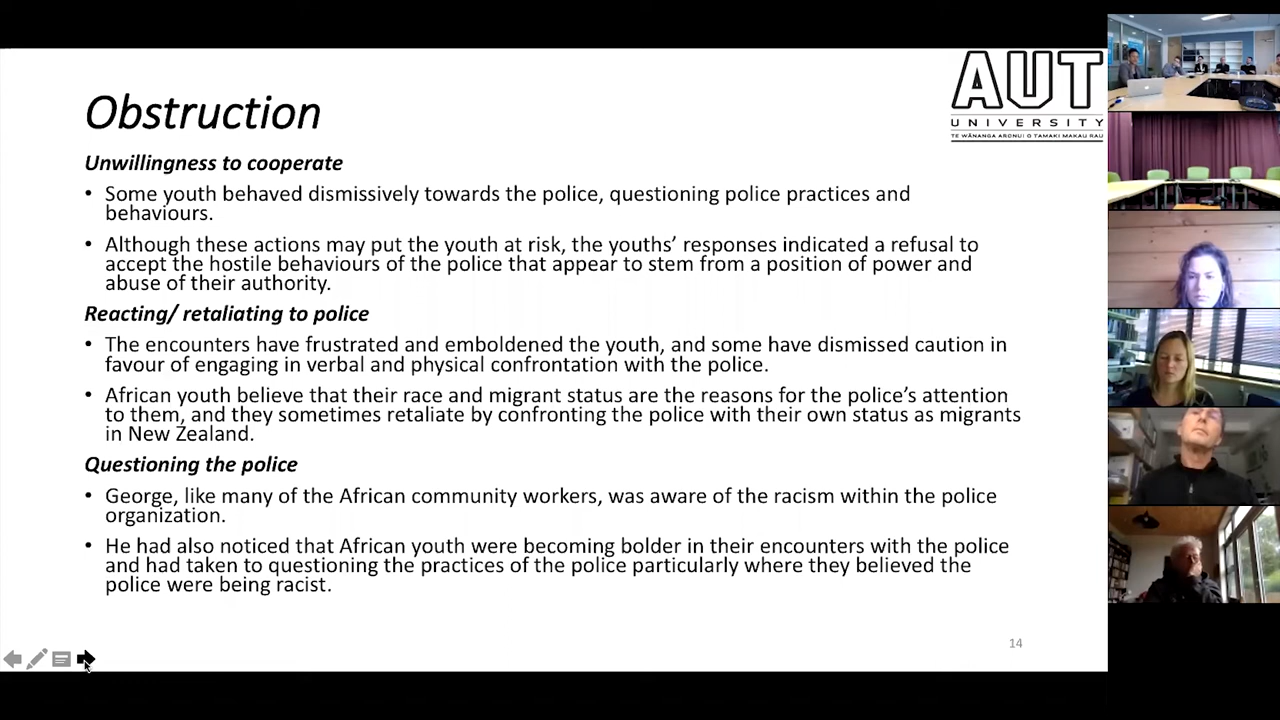 Obstruction
AUT
UNIVERSITY
TE WĀNANGA ARONUI O TAMAKI MAKAU RAU
Unwillingness to cooperate
• Some youth behaved dismissively towards the police, questioning police practices and
behaviours.
• Although these actions may put the youth at risk, the youths’ responses indicated a refusal to
accept the hostile behaviours of the police that appear to stem from a position of power and
abuse of their authority.
Reacting/ retaliating to police
• The encounters have frustrated and emboldened the youth, and some have dismissed caution in
favour of engaging in verbal and physical confrontation with the police.
• African youth believe that their race and migrant status are the reasons for the police’s attention
to them, and they sometimes retaliate by confronting the police with their own status as migrants
in New Zealand.
Questioning the police
• George, like many of the African community workers, was aware of the racism within the police
organization.
• He had also noticed that African youth were becoming bolder in their encounters with the police
and had taken to questioning the practices of the police particularly where they believed the
police were being racist.
14